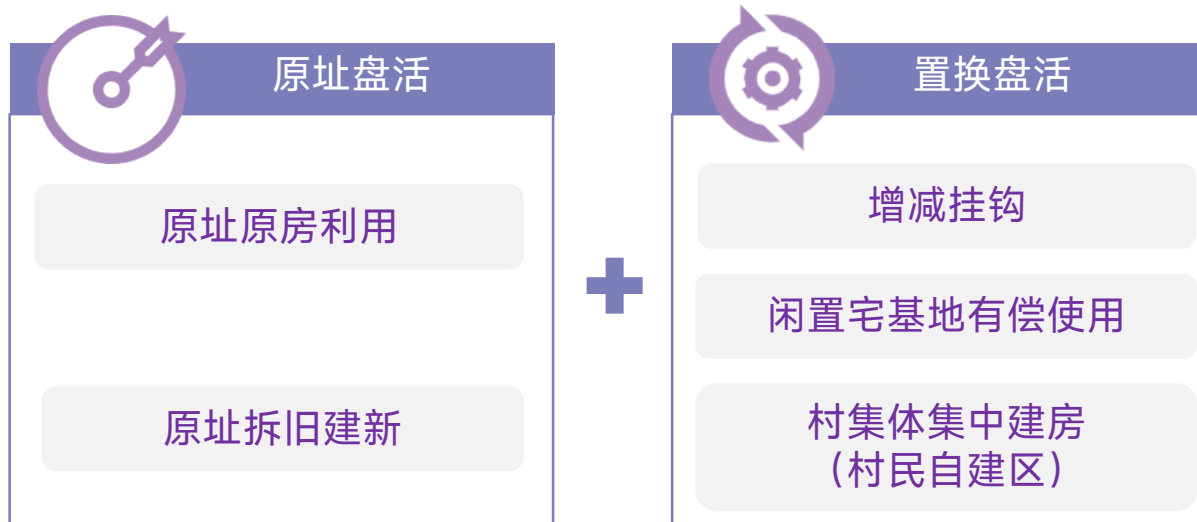 原址盘活
原址原房利用
原址拆旧建新
置换盘活
增减挂钩
闲置宅基地有偿使用
村集体集中建房
（村民自建区）